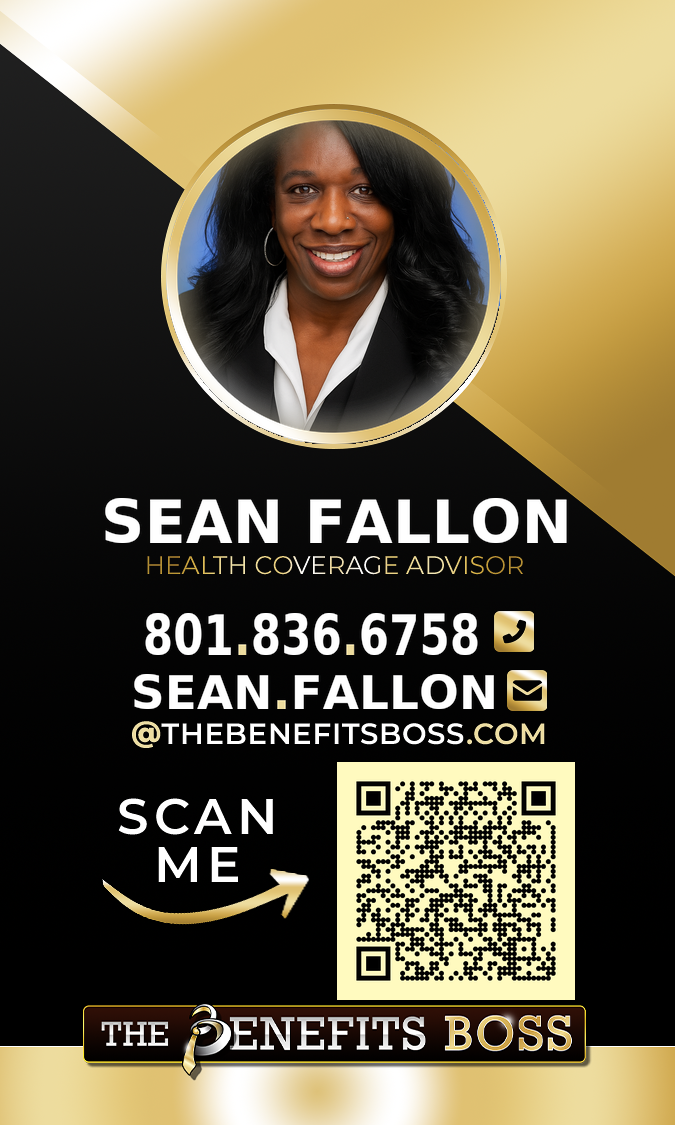 SEAN FALLON
HEALTH COVERAGE ADVISOR
801.836.6758
SEAN.FALLON
@THEBENEFITSBOSS.COM
SCAN
ME
THE BENEFITS BOSS